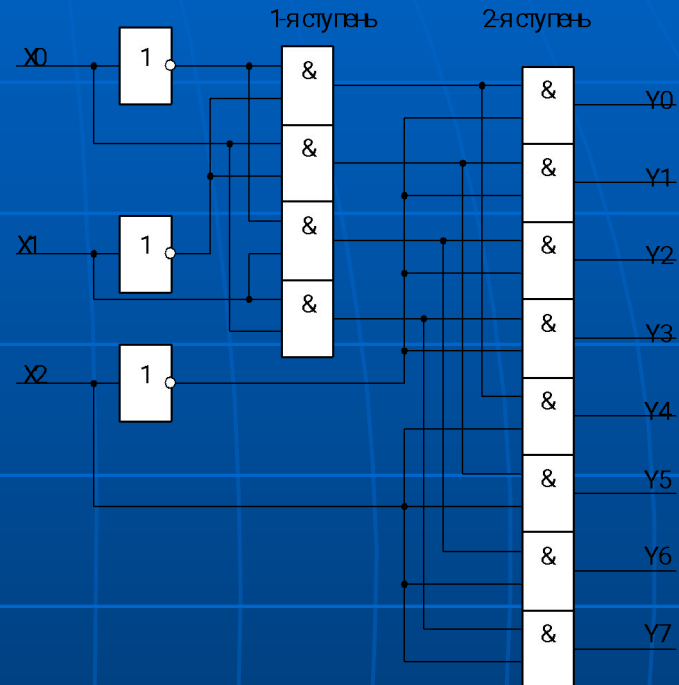 1-я ступень 2-я ступень
X0 1
X1 1
X2 1
&
&
&
&
& Y0
& Y1
& Y2
& Y3
& Y4
& Y5
& Y6
& Y7